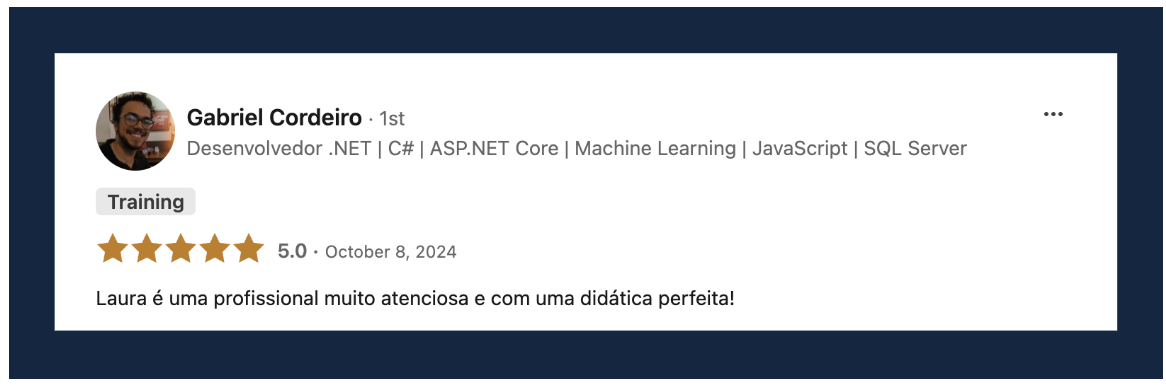 Gabriel Cordeiro · 1st
Desenvolvedor .NET | C# | ASP.NET Core | Machine Learning | JavaScript | SQL Server
Training
5.0 · October 8, 2024
Laura é uma profissional muito atenciosa e com uma didática perfeita!